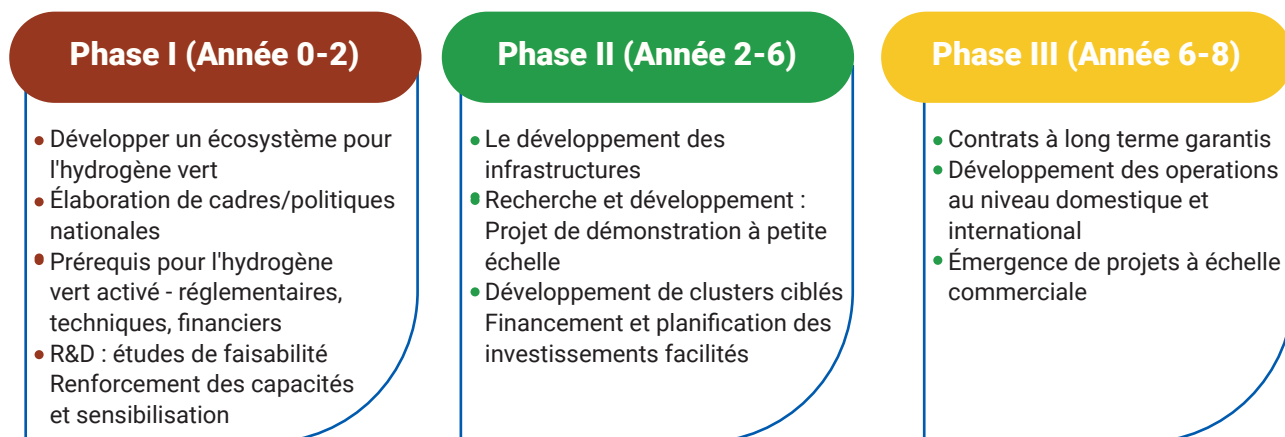 Phase I (Année 0-2)
• Développer un écosystème pour
l'hydrogène vert
• Élaboration de cadres/politiques
nationales
• Prérequis pour l'hydrogène
vert activé - réglementaires,
techniques, financiers
• R&D : études de faisabilité
Renforcement des capacités
et sensibilisation
Phase II (Année 2-6)
• Le développement des
infrastructures
• Recherche et développement :
Projet de démonstration à petite
échelle
• Développement de clusters ciblés
Financement et planification des
investissements facilités
Phase III (Année 6-8)
• Contrats à long terme garantis
• Développement des operations
au niveau domestique et
international
• Émergence de projets à échelle
commerciale